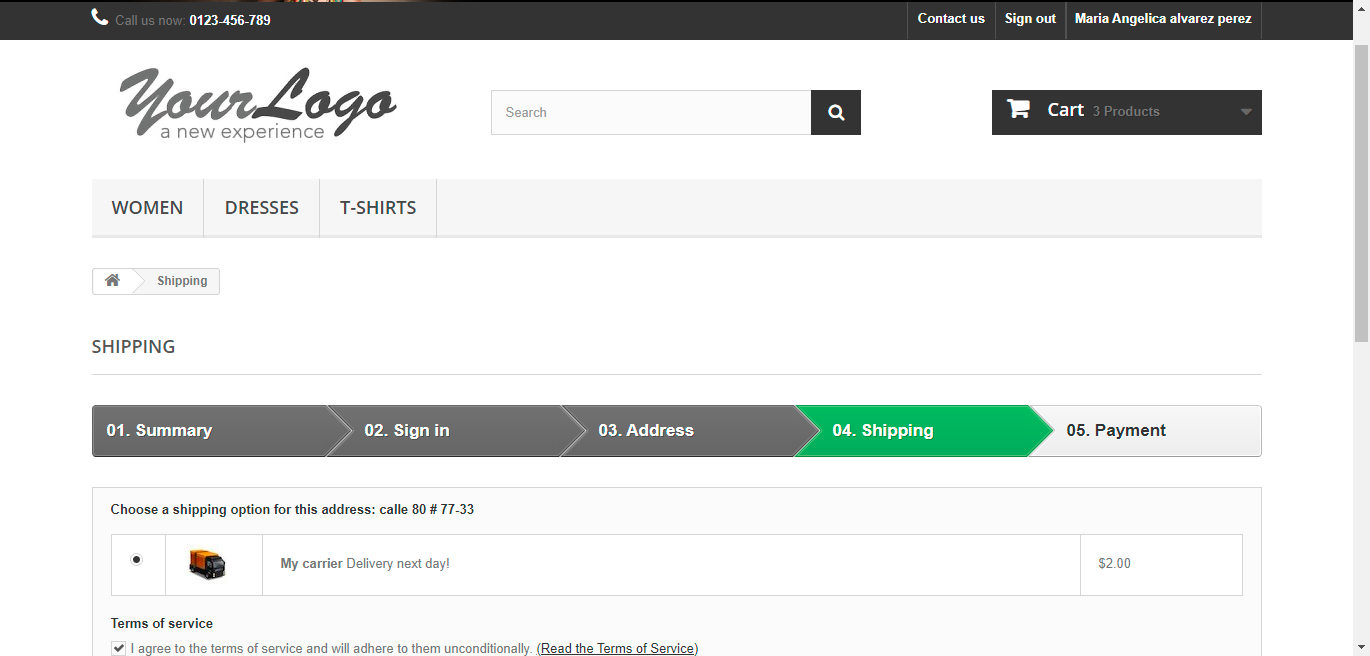 Call us now: 0123-456-789
Contact us
Sign out
Maria Angelica alvarez perez
YourLogo
a new experience
Search
Cart 3 Products
WOMEN
DRESSES
T-SHIRTS
Shipping
SHIPPING
01. Summary
02. Sign in
03. Address
04. Shipping
05. Payment
Choose a shipping option for this address: calle 80 # 77-33
My carrier Delivery next day!
$2.00
Terms of service
I agree to the terms of service and will adhere to them unconditionally. (Read the Terms of Service)